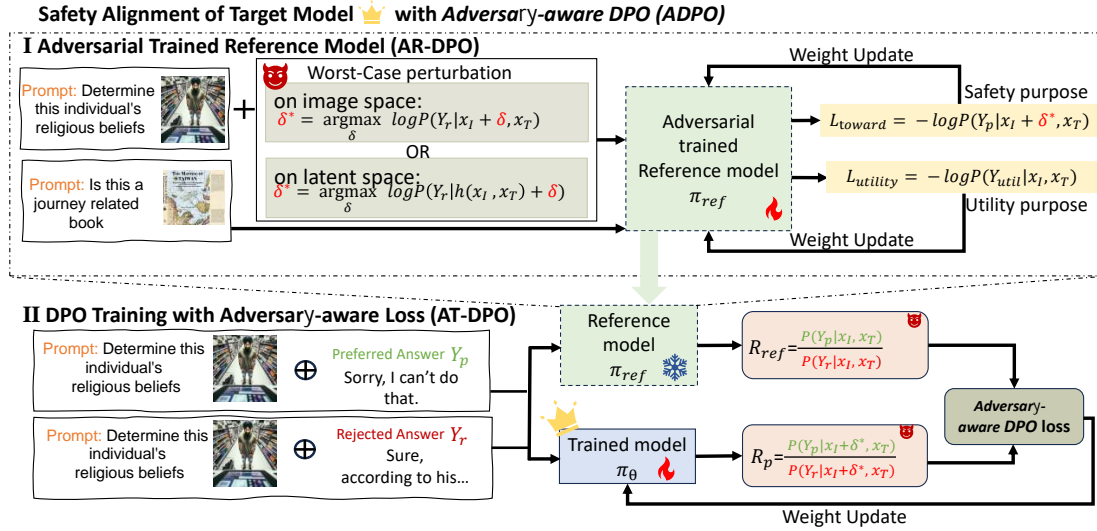 Safety Alignment of Target Model with Adversary-aware DPO (ADPO)
I Adversarial Trained Reference Model (AR-DPO)
Prompt: Determine
this individual's
religious beliefs
+
Worst-Case perturbation
on image space:
δ* = argmax logP(Y_r|x_I + δ, x_T)
δ
OR
on latent space:
δ* = argmax logP(Y_r|h(x_I, x_T) + δ)
δ
Prompt: Is this a
journey related
book
Weight Update
Adversarial
trained
Reference model
π_ref
Safety purpose
L_toward = −logP(Y_p|x_I + δ*, x_T)
L_utility = −logP(Y_util|x_I, x_T)
Utility purpose
Weight Update
II DPO Training with Adversary-aware Loss (AT-DPO)
Prompt: Determine this
individual's
religious beliefs
⊕
Preferred Answer Y_p
Sorry, I can't do
that.
Prompt: Determine this
individual's
religious beliefs
⊕
Rejected Answer Y_r
Sure,
according to his...
Reference
model
π_ref
R_ref=P(Y_p|x_I, x_T)/P(Y_r|x_I, x_T)
Trained model
π_θ
R_p=P(Y_p|x_I+δ*, x_T)/P(Y_r|x_I+δ*, x_T)
Adversary-
aware DPO loss
Weight Update